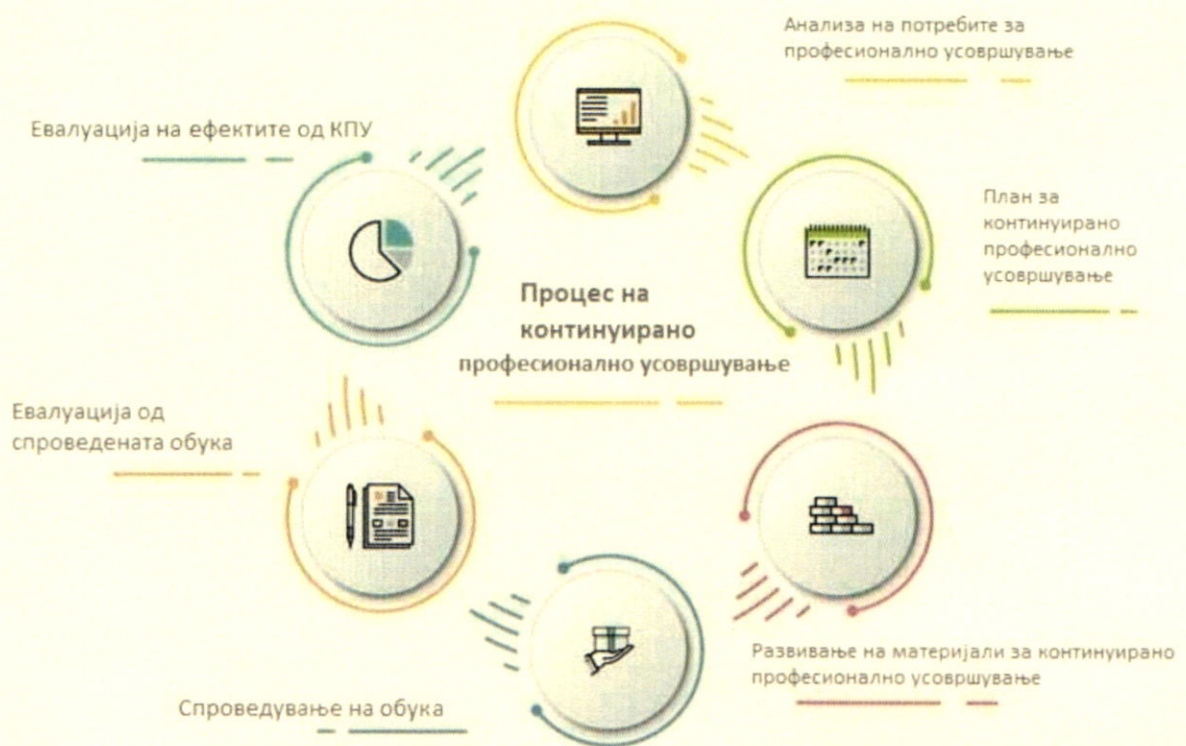 Анализа на потребите за
професионално усовршување
План за
континуирано
професионално
усовршување
Развивање на материјали за континуирано
професионално усовршување
Спроведување на обука
Евалуација од
спроведената обука
Евалуација на ефектите од КПУ
Процес на
континуирано
професионално усовршување